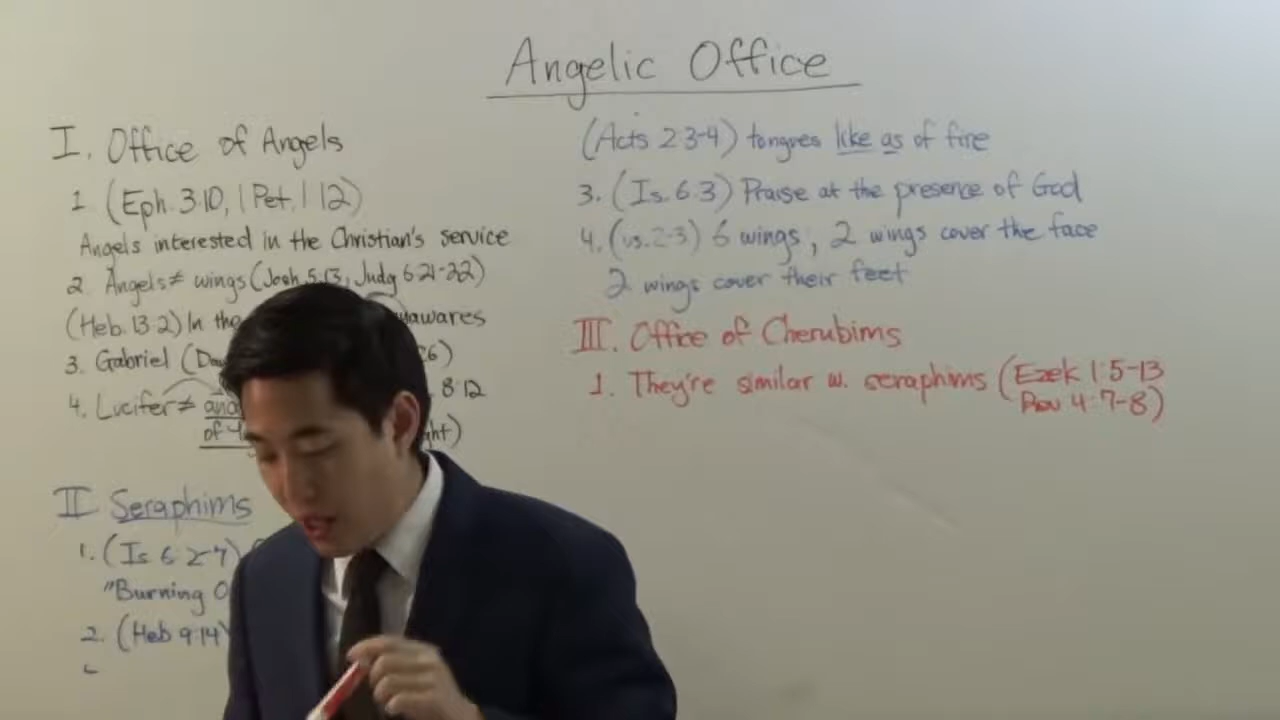 Angelic Office
I. Office of Angels
1 (Eph. 3:10, 1 Pet. 1:12)
Angels interested in the Christian's service
2. Angels ≠ wings (Josh 5:13, Judg 6:21-22)
(Heb. 13:2) In the
3. Gabriel
4. Lucifer ≠
8:12
of
II. Seraphims
1. (Is 6:2-7)
"Burning
2. (Heb 9:14)
(Acts 2:3-4) tongues like as of fire
3. (Is. 6:3) Praise at the presence of God
4. (vs. 2-3) 6 wings, 2 wings cover the face
2 wings cover their feet
III. Office of Cherubims
1. They're similar w. seraphims (Ezek 1:5-13
Rev 4:7-8)